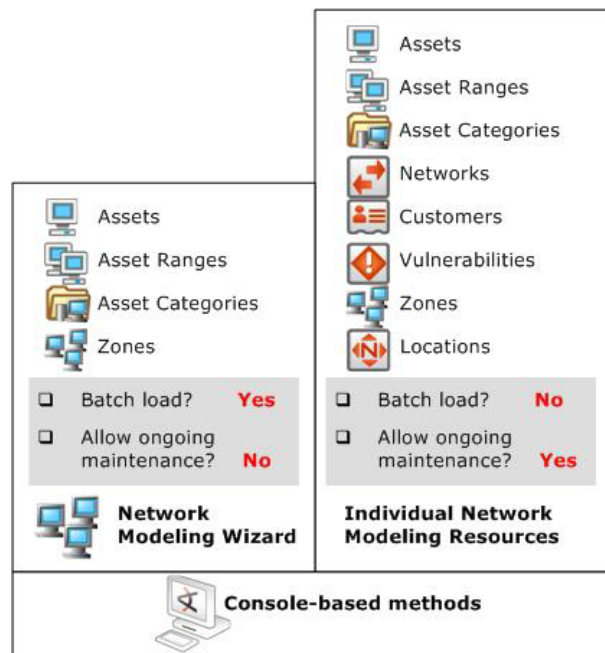 Assets
Asset Ranges
Asset Categories
Zones
❑ Batch load? Yes
❑ Allow ongoing
maintenance? No
Network
Modeling Wizard
Assets
Asset Ranges
Asset Categories
Networks
Customers
Vulnerabilities
Zones
N
Locations
❑ Batch load? No
❑ Allow ongoing
maintenance? Yes
Individual Network
Modeling Resources
Console-based methods